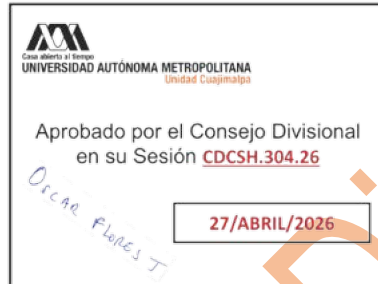 Casa abierta al tiempo
UNIVERSIDAD AUTÓNOMA METROPOLITANA
Unidad Cuajimalpa
Aprobado por el Consejo Divisional
en su Sesión CDCSH.304.26
OSCAR FLORES J
27/ABRIL/2026